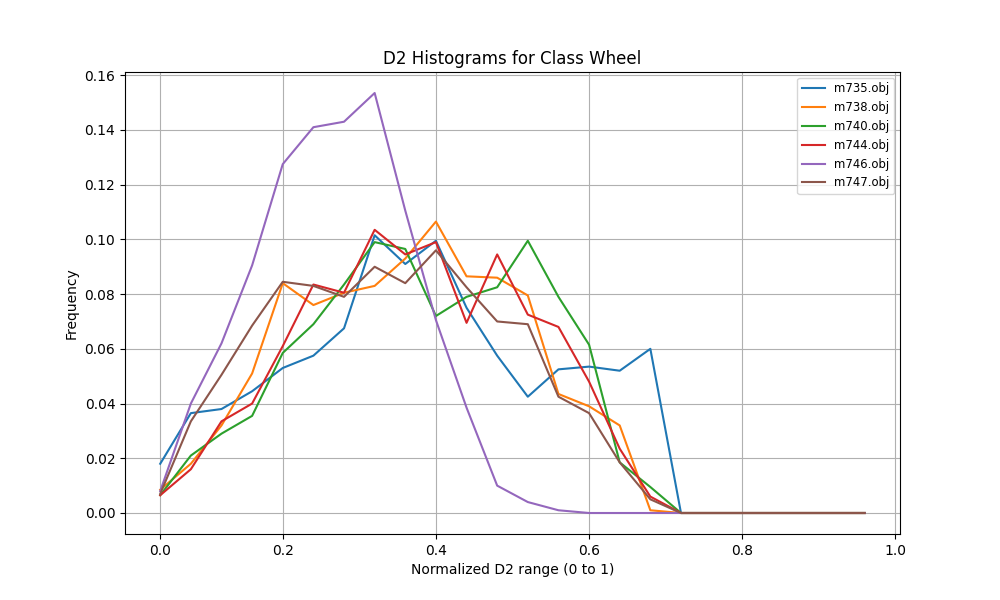 D2 Histograms for Class Wheel
Frequency
0.16
0.14
0.12
0.10
0.08
0.06
0.04
0.02
0.00
m735.obj
m738.obj
m740.obj
m744.obj
m746.obj
m747.obj
0.0 0.2 0.4 0.6 0.8 1.0
Normalized D2 range (0 to 1)